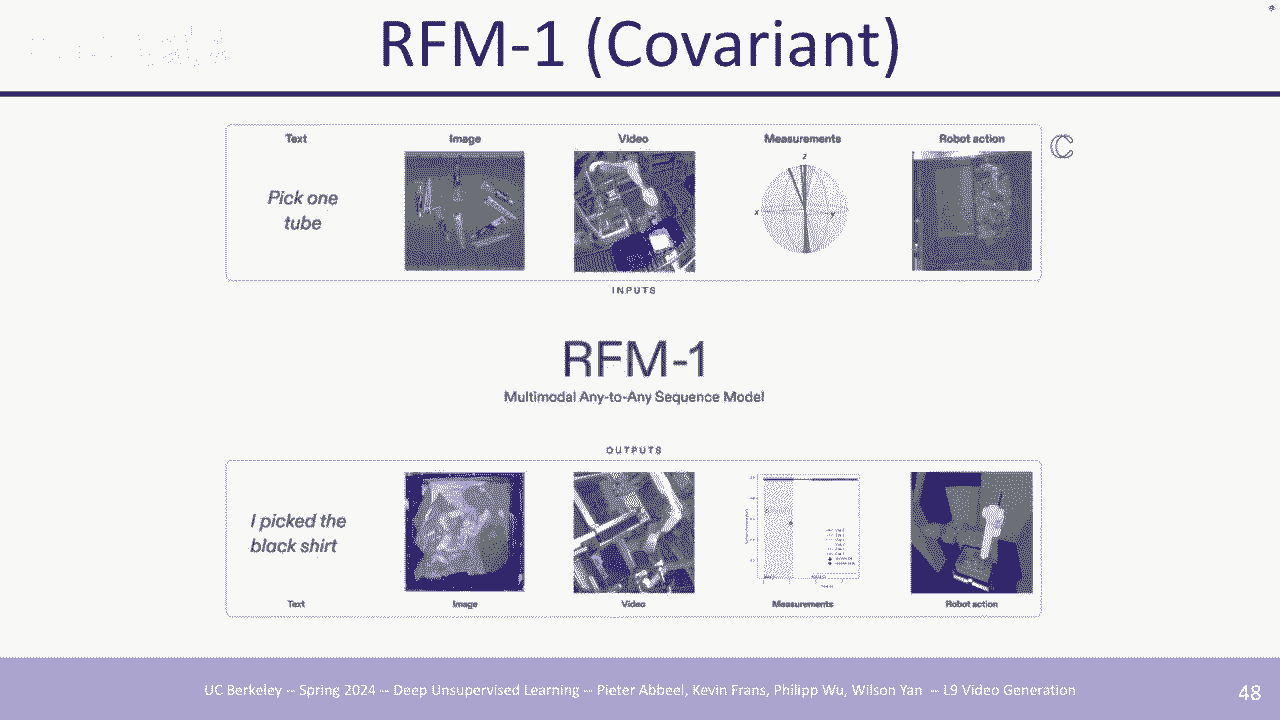 RFM-1 (Covariant)
Text
Image
Video
Measurements
Robot action
Pick one
tube
z
x
INPUTS
RFM-1
Multimodal Any-to-Any Sequence Model
OUTPUTS
I picked the
black shirt
Text
Image
Video
Measurements
Robot action
UC Berkeley -- Spring 2024 -- Deep Unsupervised Learning -- Pieter Abbeel, Kevin Frans, Philipp Wu, Wilson Yan -- L9 Video Generation
48